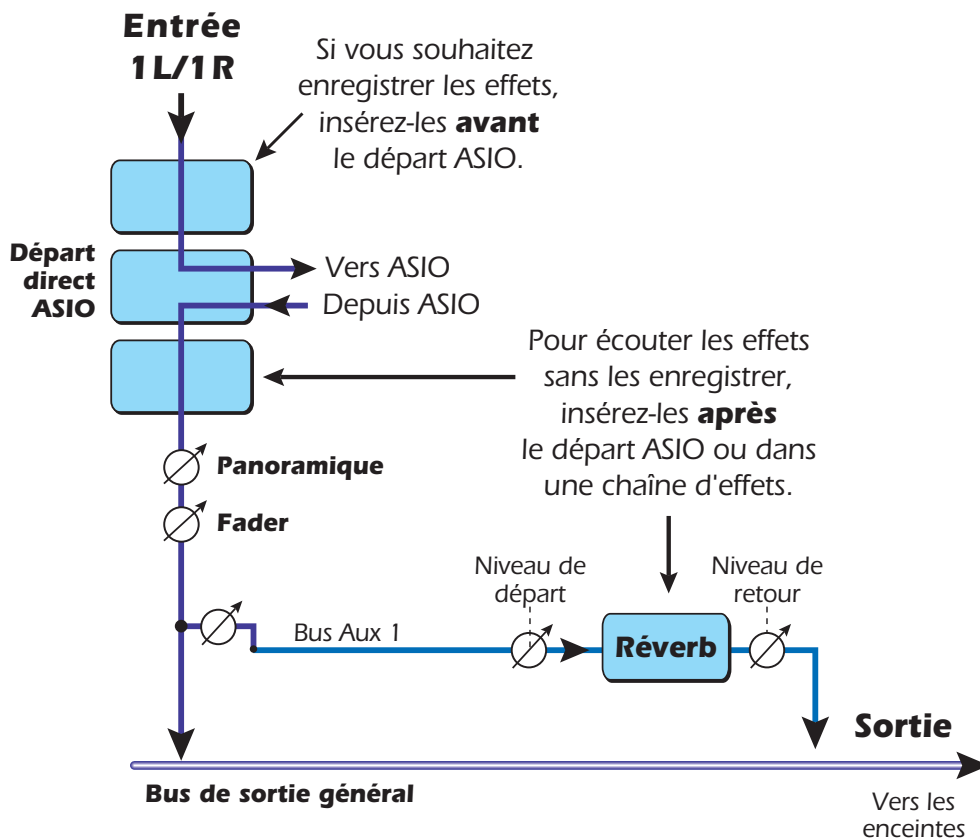 Entrée
1L/1R
Si vous souhaitez
enregistrer les effets,
insérez-les avant
le départ ASIO.
Départ
direct
ASIO
Vers ASIO
Depuis ASIO
Pour écouter les effets
sans les enregistrer,
insérez-les après
le départ ASIO ou dans
une chaîne d'effets.
Panoramique
Fader
Niveau de
départ
Niveau de
retour
Bus Aux 1
Réverb
Sortie
Bus de sortie général
Vers les
enceintes